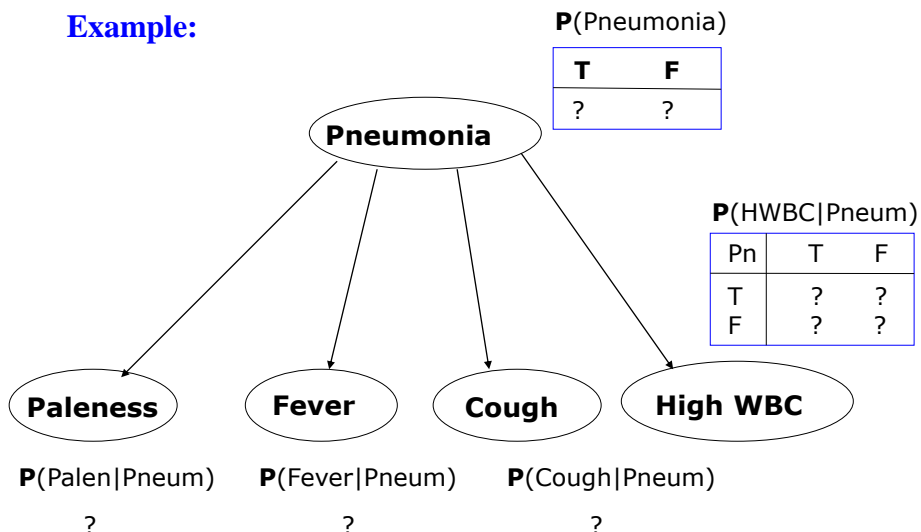 Example:
P(Pneumonia)
T F
? ?
Pneumonia
P(HWBC|Pneum)
Pn T F
T ? ?
F ? ?
Paleness
Fever
Cough
High WBC
P(Palen|Pneum) P(Fever|Pneum) P(Cough|Pneum)
? ? ?